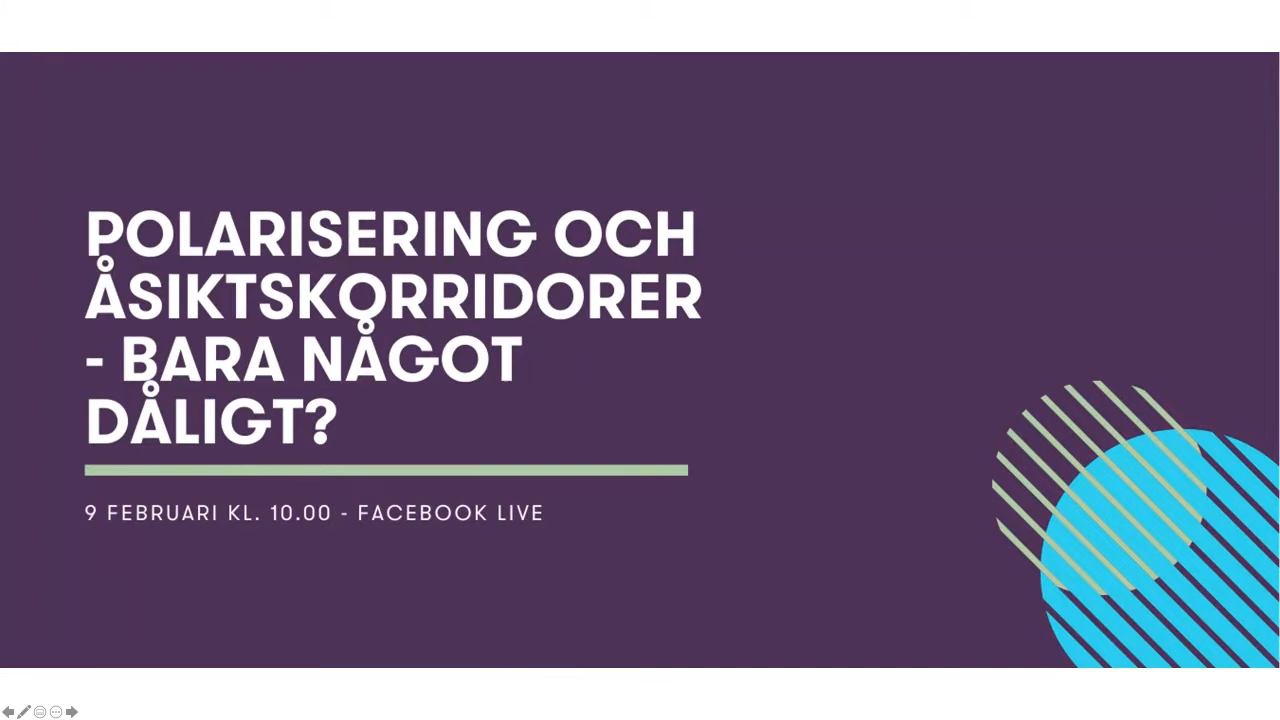 POLARISERING OCH
ÅSIKTSKORRIDORER
- BARA NÅGOT
DÅLIGT?
9 FEBRUARI KL. 10.00 - FACEBOOK LIVE